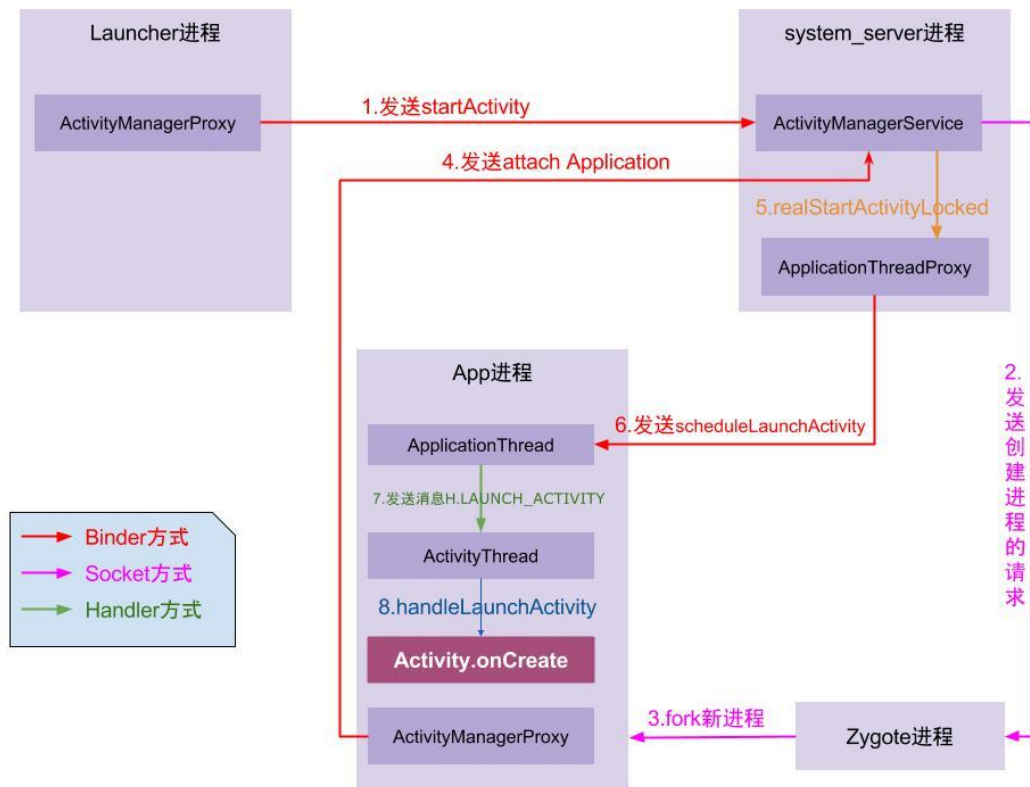 Launcher进程
system_server进程
ActivityManagerProxy
1.发送startActivity
ActivityManagerService
4.发送attach Application
5.realStartActivityLocked
ApplicationThreadProxy
App进程
2.
发
送
创
建
进
程
的
请
求
6.发送scheduleLaunchActivity
ApplicationThread
7.发送消息H.LAUNCH_ACTIVITY
Binder方式
Socket方式
Handler方式
ActivityThread
8.handleLaunchActivity
Activity.onCreate
ActivityManagerProxy
3.fork新进程
Zygote进程